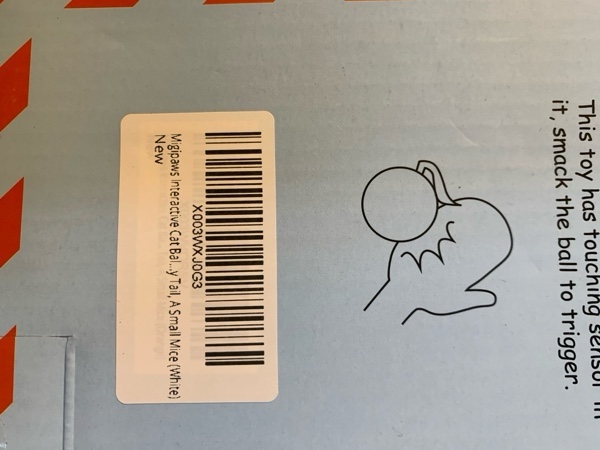 This toy has touching sensor in
it, smack the ball to trigger.
X003WXJ0G3
Migipaws Interactive Cat Bal...y Tail, A Small Mice (White)
New